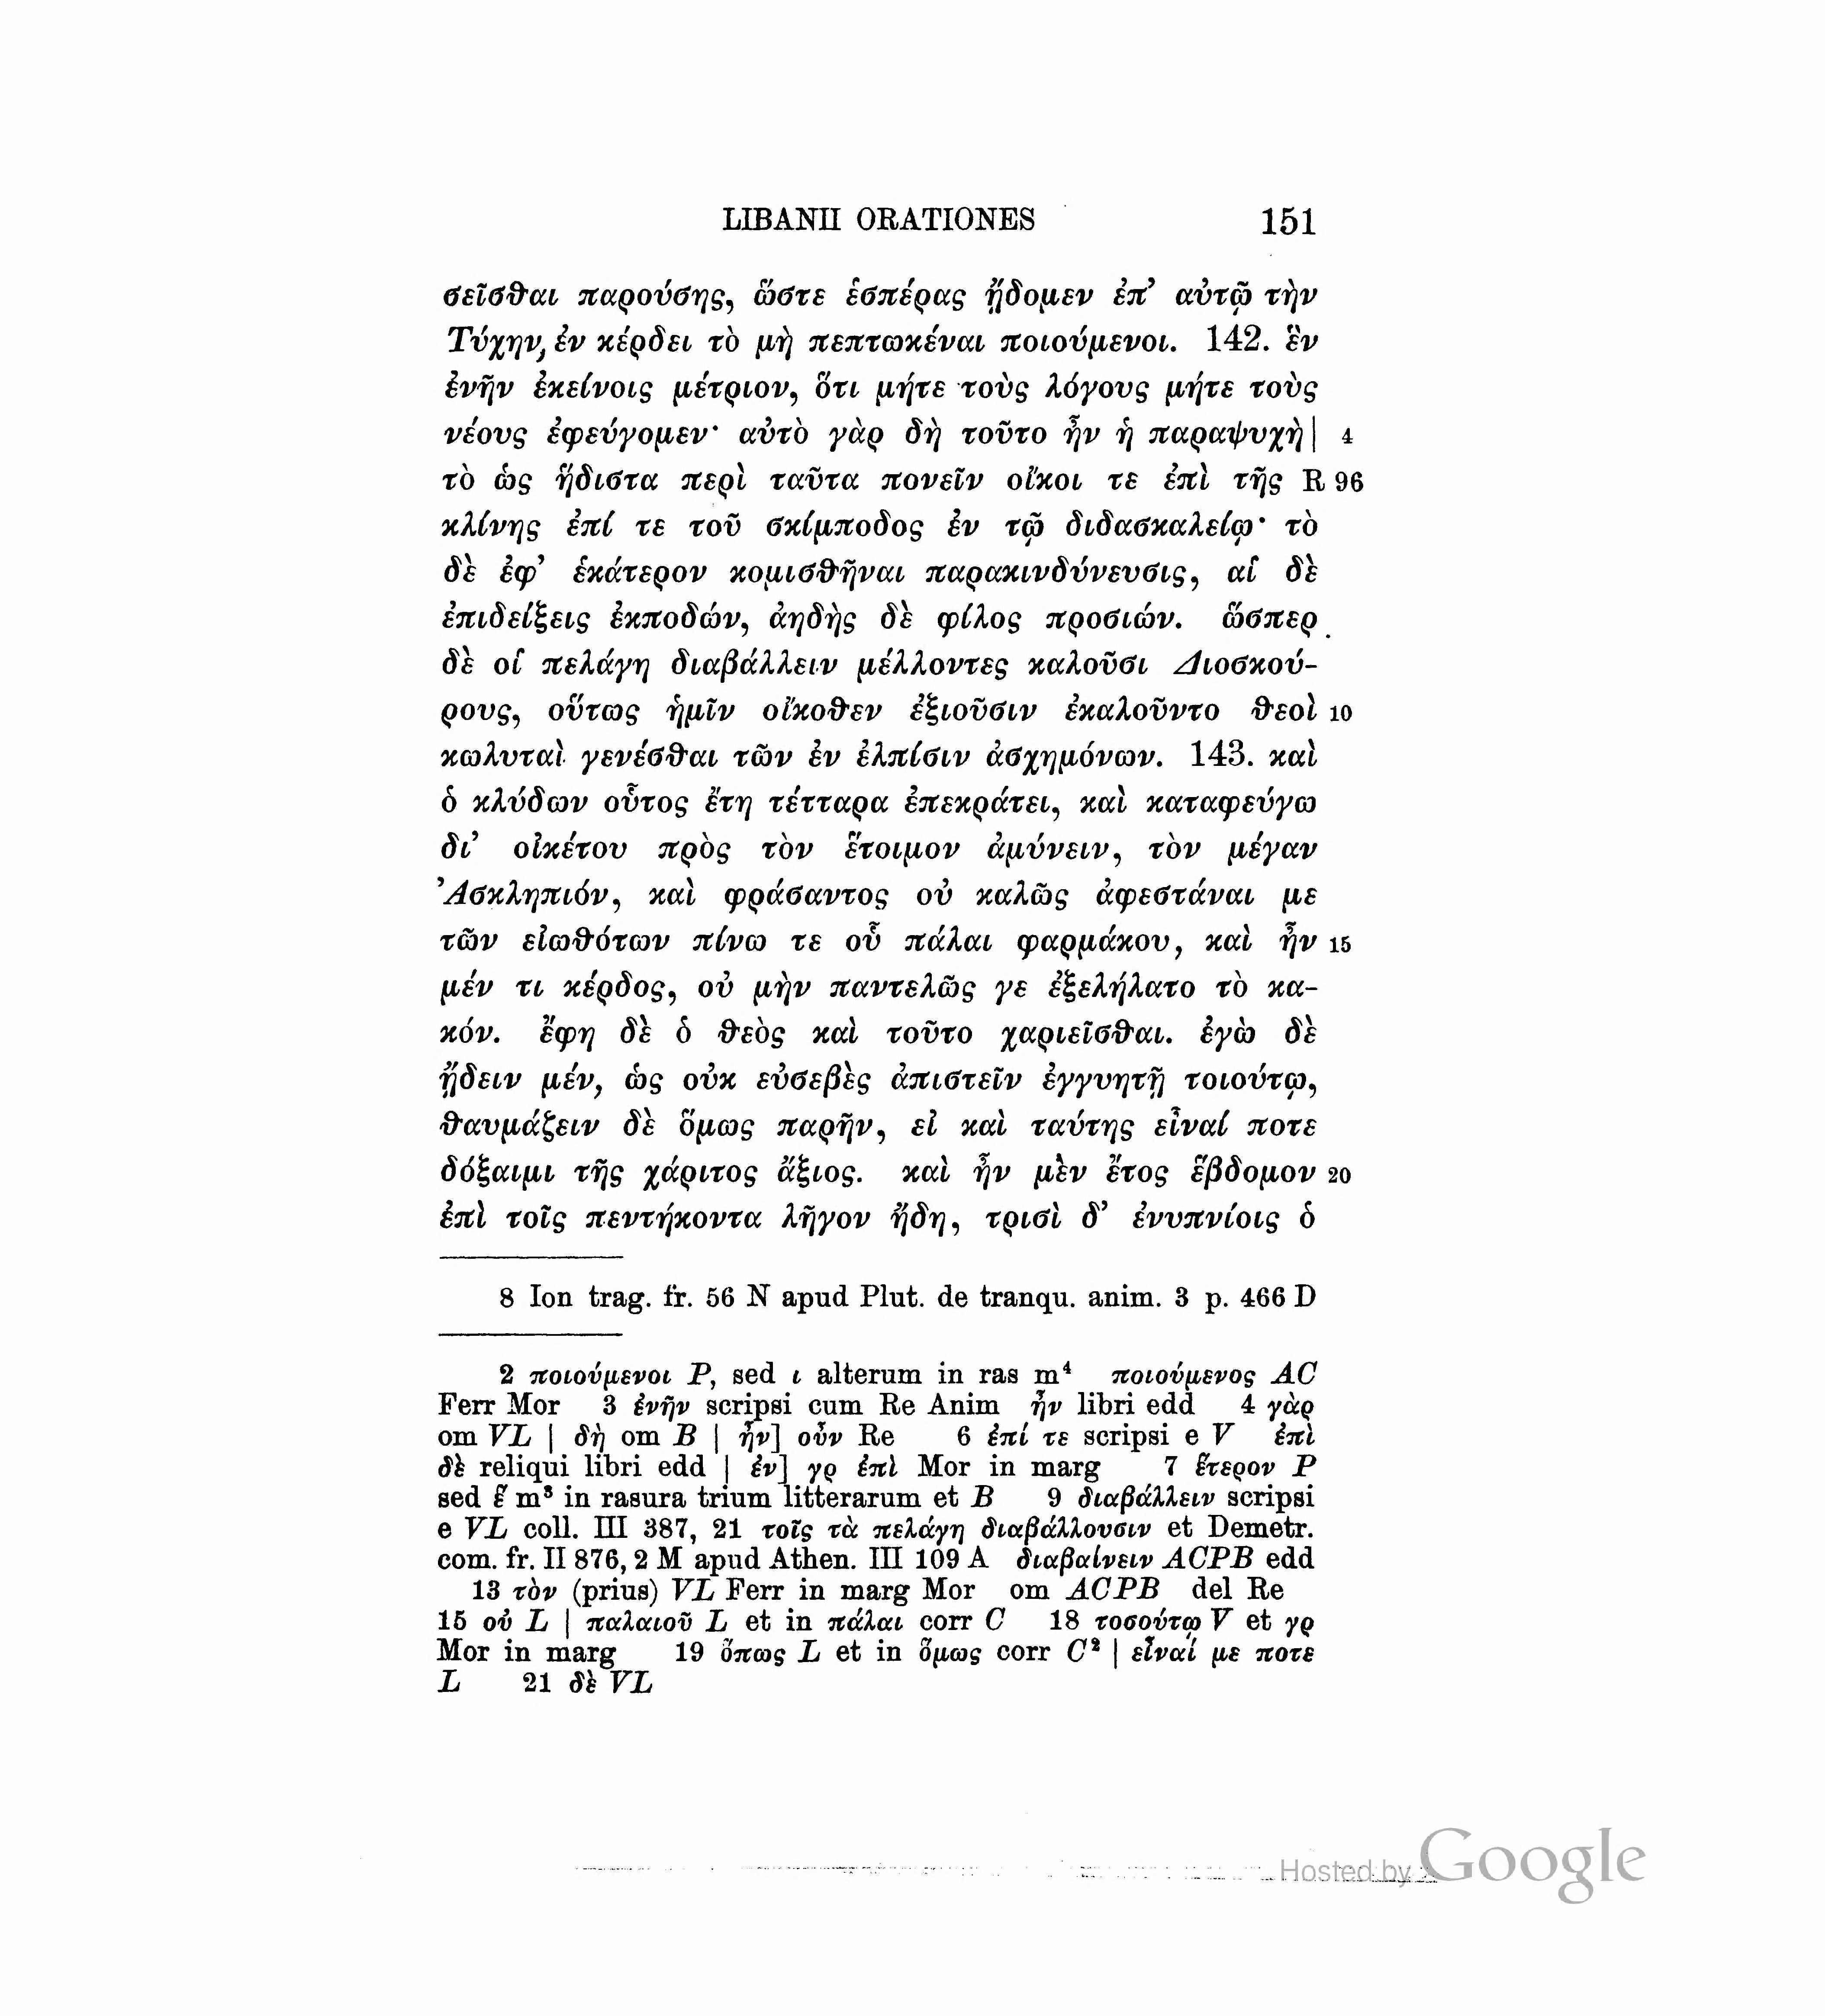 LIBANII ORATIONES 151
σεῖσθαι παρούσης, ὥστε ἑσπέρας ᾔδομεν ἐπ’ αὐτῷ τὴν
Τύχην, ἐν κέρδει τὸ μὴ πεπτωκέναι ποιούμενοι. 142. ἓν
ἐνῆν ἐκείνοις μέτριον, ὅτι μήτε τοὺς λόγους μήτε τοὺς
νέους ἐφεύγομεν· αὐτὸ γὰρ δὴ τοῦτο ἦν ἡ παραψυχὴ| 4
τὸ ὡς ἥδιστα περὶ ταῦτα πονεῖν οἴκοι τε ἐπὶ τῆς R 96
κλίνης ἐπί τε τοῦ σκίμποδος ἐν τῷ διδασκαλείῳ· τὸ
δὲ ἐφ’ ἑκάτερον κομισθῆναι παρακινδύνευσις, αἱ δὲ
ἐπιδείξεις ἐκποδών, ἀηδὴς δὲ φίλος προσιών. ὥσπερ
δὲ οἱ πελάγη διαβάλλειν μέλλοντες καλοῦσι Διοσκού-
ρους, οὕτως ἡμῖν οἴκοθεν ἐξιοῦσιν ἐκαλοῦντο θεοὶ 10
κωλυταὶ γενέσθαι τῶν ἐν ἐλπίσιν ἀσχημόνων. 143. καὶ
ὁ κλύδων οὗτος ἔτη τέτταρα ἐπεκράτει, καὶ καταφεύγω
δι’ οἰκέτου πρὸς τὸν ἕτοιμον ἀμύνειν, τὸν μέγαν
Ἀσκληπιόν, καὶ φράσαντος οὐ καλῶς ἀφεστάναι με
τῶν εἰωθότων πίνω τε οὗ πάλαι φαρμάκου, καὶ ἦν 15
μέν τι κέρδος, οὐ μὴν παντελῶς γε ἐξελήλατο τὸ κα-
κόν. ἔφη δὲ ὁ θεὸς καὶ τοῦτο χαριεῖσθαι. ἐγὼ δὲ
ᾔδειν μέν, ὡς οὐκ εὐσεβὲς ἀπιστεῖν ἐγγυητῇ τοιούτῳ,
θαυμάζειν δὲ ὅμως παρῆν, εἰ καὶ ταύτης εἶναί ποτε
δόξαιμι τῆς χάριτος ἄξιος. καὶ ἦν μὲν ἔτος ἕβδομον 20
ἐπὶ τοῖς πεντήκοντα λῆγον ἤδη, τρισὶ δ’ ἐνυπνίοις ὁ
8 Ion trag. fr. 56 N apud Plut. de tranqu. anim. 3 p. 466 D
2 ποιούμενοι P, sed ι alterum in ras m⁴ ποιούμενος AC
Ferr Mor 3 ἐνῆν scripsi cum Re Anim ἦν libri edd 4 γὰρ
om VL | δὴ om B | ἦν] οὖν Re 6 ἐπί τε scripsi e V ἐπὶ
δὲ reliqui libri edd | ἐν] γρ ἐπὶ Mor in marg 7 ἕτερον P
sed ἕ m³ in rasura trium litterarum et B 9 διαβάλλειν scripsi
e VL coll. III 387, 21 τοῖς τὰ πελάγη διαβάλλουσιν et Demetr.
com. fr. II 876, 2 M apud Athen. III 109 A διαβαίνειν ACPB edd
13 τὸν (prius) VL Ferr in marg Mor om ACPB del Re
15 οὐ L | παλαιοῦ L et in πάλαι corr C 18 τοσούτῳ V et γρ
Mor in marg 19 ὅπως L et in ὅμως corr C² | εἶναί με ποτε
L 21 δὲ VL
Hosted by Google